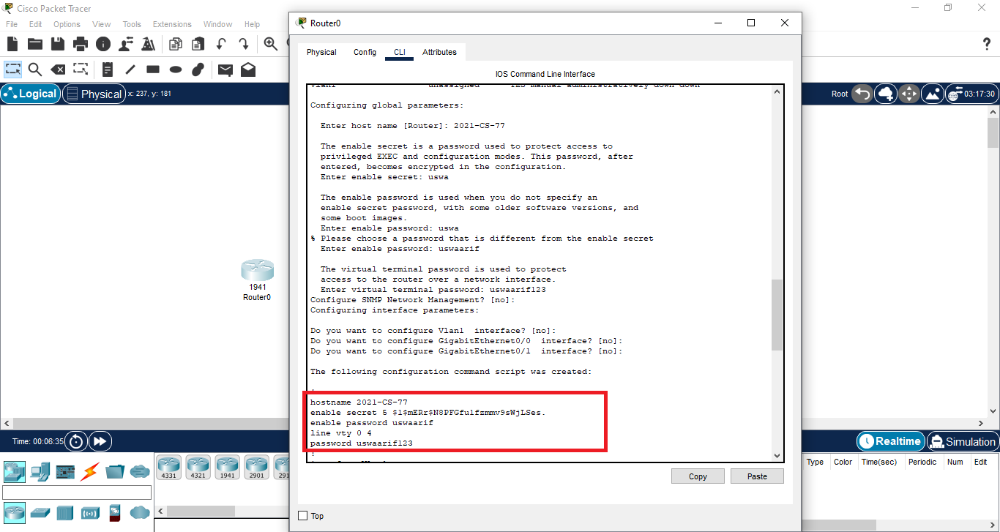 Cisco Packet Tracer
File Edit Options View Tools Extensions Window Help
Logical
Physical
x: 237, y: 181
Root
03:17:30
1941
Router0
Router0
Physical Config CLI Attributes
IOS Command Line Interface
Vlan1 unassigned YES manual administratively down down
Configuring global parameters:
Enter host name [Router]: 2021-CS-77
The enable secret is a password used to protect access to
privileged EXEC and configuration modes. This password, after
entered, becomes encrypted in the configuration.
Enter enable secret: uswa
The enable password is used when you do not specify an
enable secret password, with some older software versions, and
some boot images.
Enter enable password: uswa
% Please choose a password that is different from the enable secret
Enter enable password: uswaarif
The virtual terminal password is used to protect
access to the router over a network interface.
Enter virtual terminal password: uswaarif123
Configure SNMP Network Management? [no]:
Configuring interface parameters:
Do you want to configure Vlan1  interface? [no]:
Do you want to configure GigabitEthernet0/0  interface? [no]:
Do you want to configure GigabitEthernet0/1  interface? [no]:
The following configuration command script was created:
!
hostname 2021-CS-77
enable secret 5 $1$mERr$N8PFGfulfzmmv9sWjLSes.
enable password uswaarif
line vty 0 4
password uswaarif123
!
Copy
Paste
Top
Time: 00:06:35
Realtime
Simulation
4331 4321 1941 2901 291
Type Color Time(sec) Periodic Num Edit